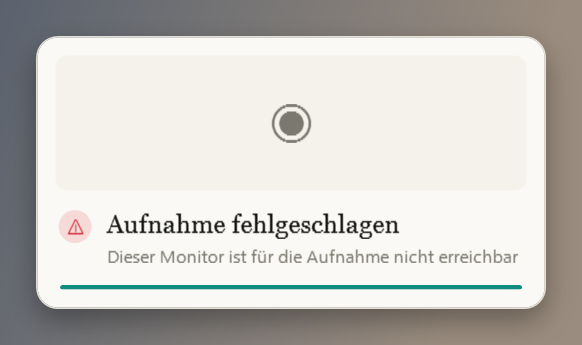 Aufnahme fehlgeschlagen
Dieser Monitor ist für die Aufnahme nicht erreichbar